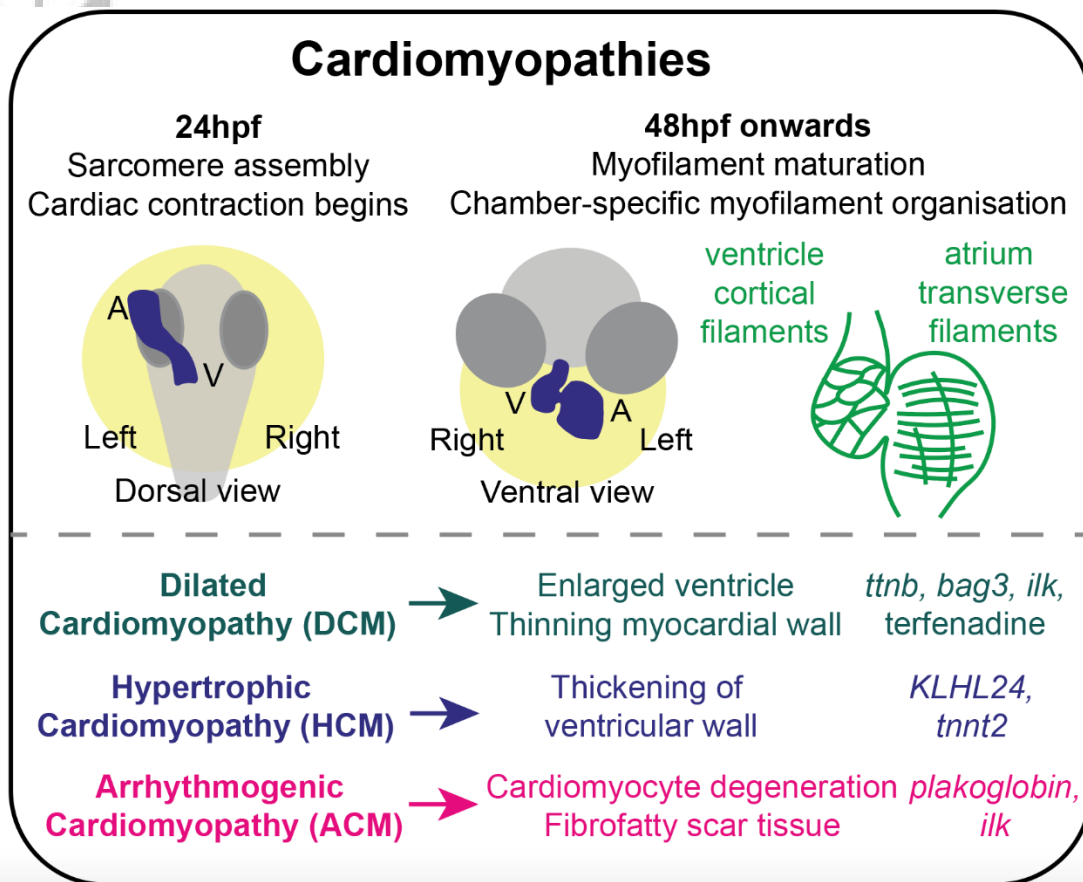 Cardiomyopathies
24hpf
Sarcomere assembly
Cardiac contraction begins
A
V
Left
Right
Dorsal view
48hpf onwards
Myofilament maturation
Chamber-specific myofilament organisation
V
A
Right
Left
Ventral view
ventricle
cortical
filaments
atrium
transverse
filaments
Dilated
Cardiomyopathy (DCM)
Enlarged ventricle
Thinning myocardial wall
ttnb, bag3, ilk,
terfenadine
Hypertrophic
Cardiomyopathy (HCM)
Thickening of
ventricular wall
KLHL24,
tnnt2
Arrhythmogenic
Cardiomyopathy (ACM)
Cardiomyocyte degeneration
Fibrofatty scar tissue
plakoglobin,
ilk